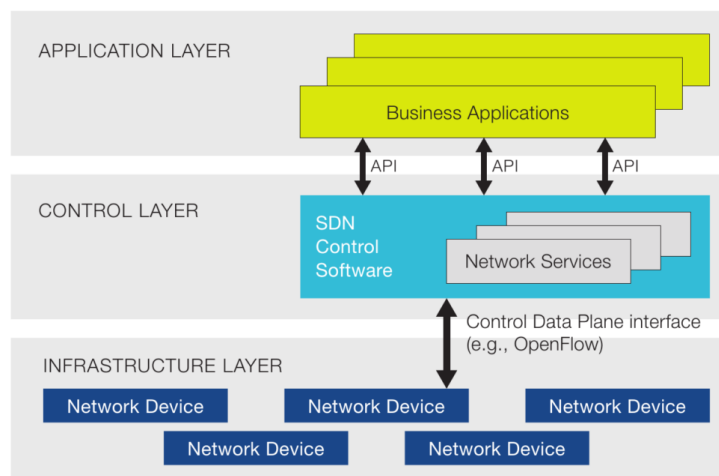 APPLICATION LAYER
Business Applications
API
API
API
CONTROL LAYER
SDN
Control
Software
Network Services
Control Data Plane interface
(e.g., OpenFlow)
INFRASTRUCTURE LAYER
Network Device
Network Device
Network Device
Network Device
Network Device